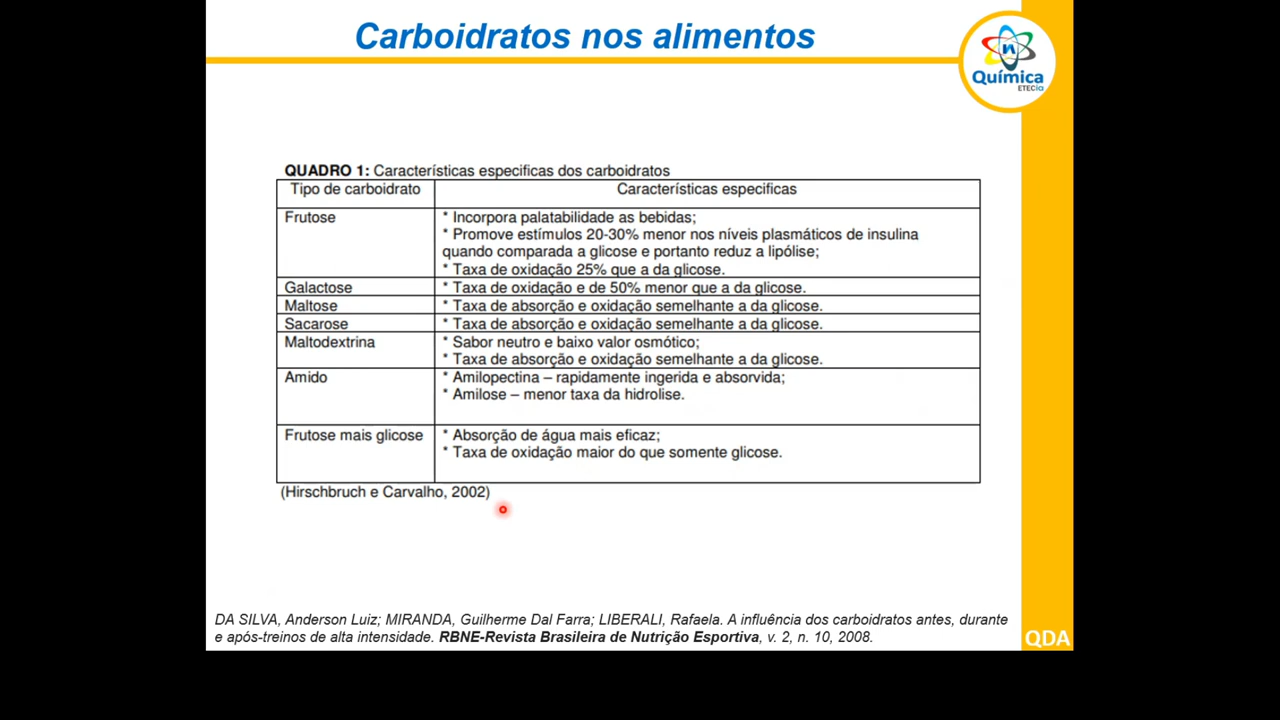 Carboidratos nos alimentos
Química
ETECia
QUADRO 1: Características especificas dos carboidratos
Tipo de carboidrato
Características especificas
Frutose
* Incorpora palatabilidade as bebidas;
* Promove estímulos 20-30% menor nos níveis plasmáticos de insulina
quando comparada a glicose e portanto reduz a lipólise;
* Taxa de oxidação 25% que a da glicose.
Galactose
* Taxa de oxidação e de 50% menor que a da glicose.
Maltose
* Taxa de absorção e oxidação semelhante a da glicose.
Sacarose
* Taxa de absorção e oxidação semelhante a da glicose.
Maltodextrina
* Sabor neutro e baixo valor osmótico;
* Taxa de absorção e oxidação semelhante a da glicose.
Amido
* Amilopectina – rapidamente ingerida e absorvida;
* Amilose – menor taxa da hidrolise.
Frutose mais glicose
* Absorção de água mais eficaz;
* Taxa de oxidação maior do que somente glicose.
(Hirschbruch e Carvalho, 2002)
DA SILVA, Anderson Luiz; MIRANDA, Guilherme Dal Farra; LIBERALI, Rafaela. A influência dos carboidratos antes, durante
e após-treinos de alta intensidade. RBNE-Revista Brasileira de Nutrição Esportiva, v. 2, n. 10, 2008.
QDA